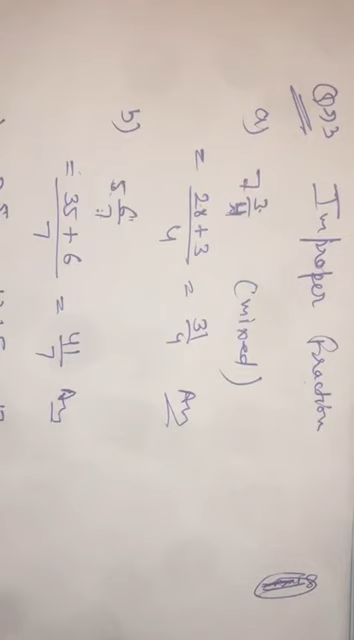 Q33 Improper fraction
a) 7 3/4 (mixed)
= 28+3/4 = 31/4 Ans
b) 5 6/7
= 35+6/7 = 41/7 Ans